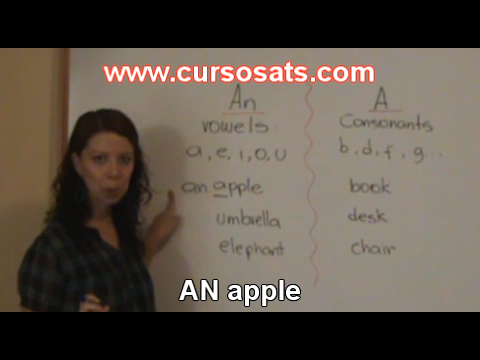 www.cursosats.com
An
vowels:
a, e, i, o, u
an apple
umbrella
elephant
A
Consonants
b, d, f, g...
book
desk
chair
AN apple